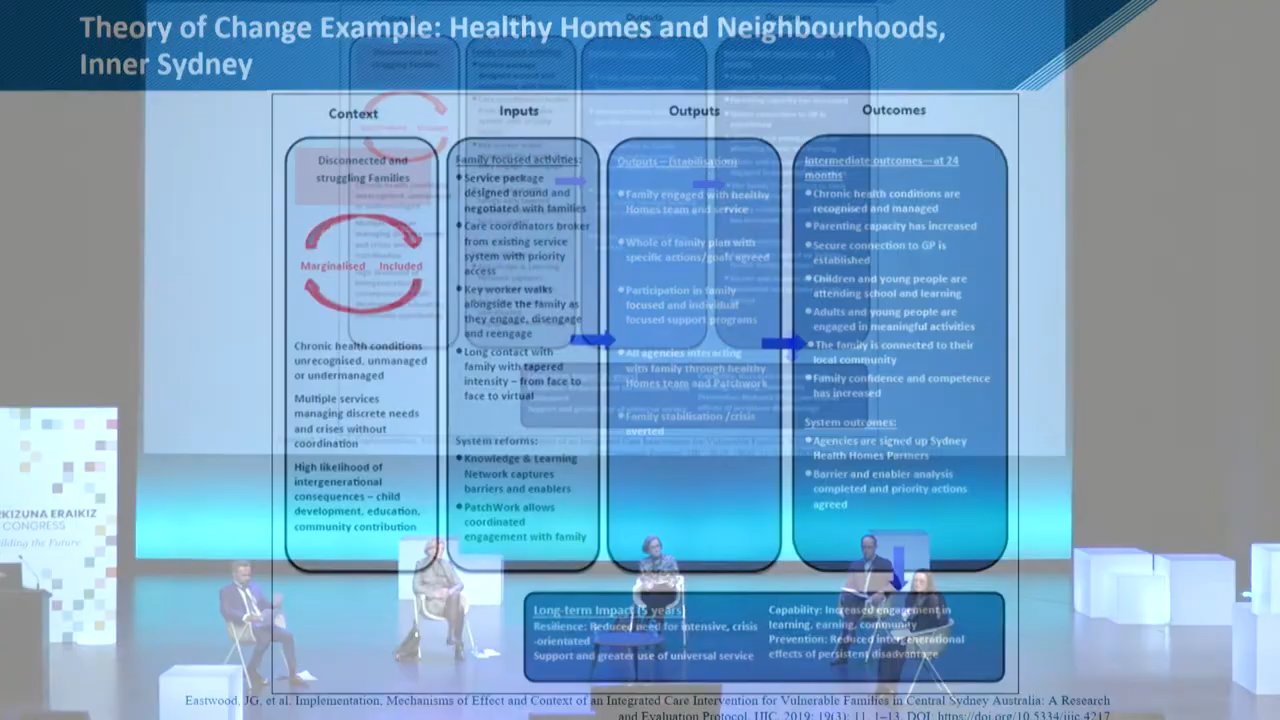 Theory of Change Example: Healthy Homes and Neighbourhoods,
Inner Sydney
Context
Disconnected and
struggling Families
Marginalised Included
Chronic health conditions
unrecognised, unmanaged
or undermanaged
Multiple services
managing discrete needs
and crises without
coordination
High likelihood of
intergenerational
consequences – child
development, education,
community contribution
Inputs
Family focused activities:
Service package
designed around and
negotiated with families
Care coordinators broker
from existing service
system with priority
access
Key worker walks
alongside the family as
they engage, disengage
and reengage
Long contact with
family with tapered
intensity – from face to
face to virtual
System reforms:
Knowledge & Learning
Network captures
barriers and enablers
PatchWork allows
coordinated
engagement with family
Outputs
Outputs—(stabilisation)
Family engaged with healthy
Homes team and service
Whole of family plan with
specific actions/goals agreed
Participation in family
focused and individual
focused support programs
All agencies interacting
with family through healthy
Homes team and Patchwork
Family stabilisation /crisis
averted
Outcomes
Intermediate outcomes—at 24
months
Chronic health conditions are
recognised and managed
Parenting capacity has increased
Secure connection to GP is
established
Children and young people are
attending school and learning
Adults and young people are
engaged in meaningful activities
The family is connected to their
local community
Family confidence and competence
has increased
System outcomes:
Agencies are signed up Sydney
Health Homes Partners
Barrier and enabler analysis
completed and priority actions
agreed
Long-term Impact (5 years)
Resilience: Reduced need for intensive, crisis
-orientated
Support and greater use of universal service
Capability: Increased engagement in
learning, earning, community
Prevention: Reduced intergenerational
effects of persistent disadvantage
Eastwood, JG, et al. Implementation, Mechanisms of Effect and Context of an Integrated Care Intervention for Vulnerable Families in Central Sydney Australia: A Research
and Evaluation Protocol. IJIC, 2019; 19(3): 11, 1–13. DOI: https://doi.org/10.5334/ijic.4217
RKIZUNA ERAIKIZ
CONGRESS
ilding the Future